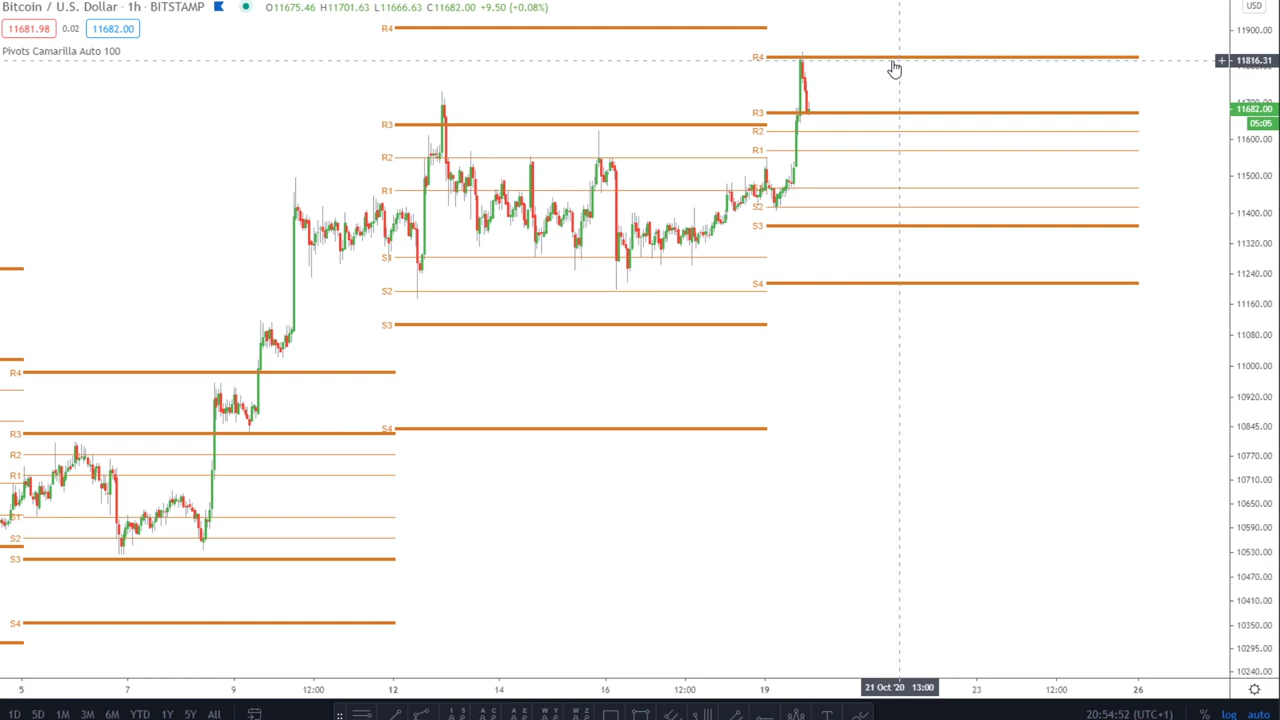 Bitcoin / U.S. Dollar · 1h · BITSTAMP O11675.46 H11701.63 L11666.63 C11682.00 +9.50 (+0.08%)
11681.98 0.02 11682.00
Pivots Camarilla Auto 100
USD
11900.00
11816.31
11682.00
05:05
11600.00
11500.00
11400.00
11320.00
11240.00
11160.00
11080.00
11000.00
10920.00
10845.00
10770.00
10710.00
10650.00
10590.00
10530.00
10470.00
10410.00
10350.00
10295.00
10240.00
R4
R3
R2
R1
S2
S3
S4
R4
R3
R2
R1
S1
S2
S3
S4
R4
R3
R2
R1
S1
S2
S3
S4
5 7 9 12:00 12 14 16 12:00 19 21 Oct '20 13:00 23 12:00 26
1D 5D 1M 3M 6M YTD 1Y 5Y All
20:54:52 (UTC+1) % log auto